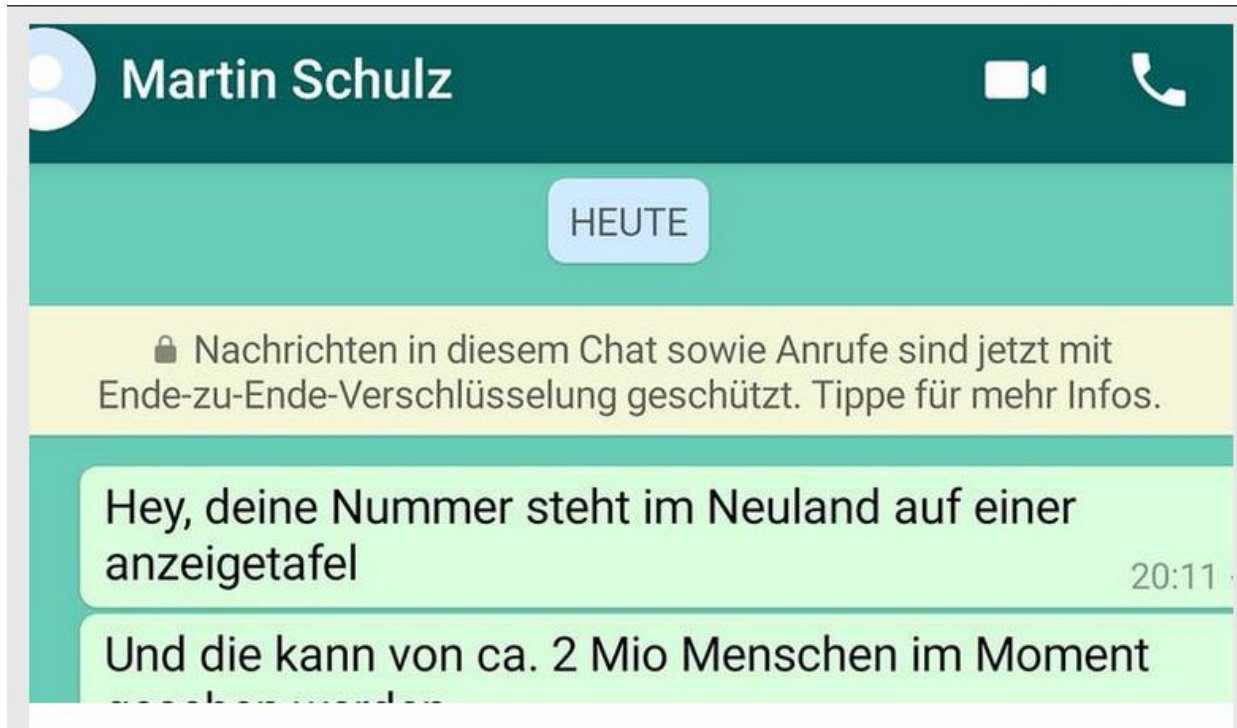 Martin Schulz
HEUTE
Nachrichten in diesem Chat sowie Anrufe sind jetzt mit
Ende-zu-Ende-Verschlüsselung geschützt. Tippe für mehr Infos.
Hey, deine Nummer steht im Neuland auf einer
anzeigetafel
20:11
Und die kann von ca. 2 Mio Menschen im Moment